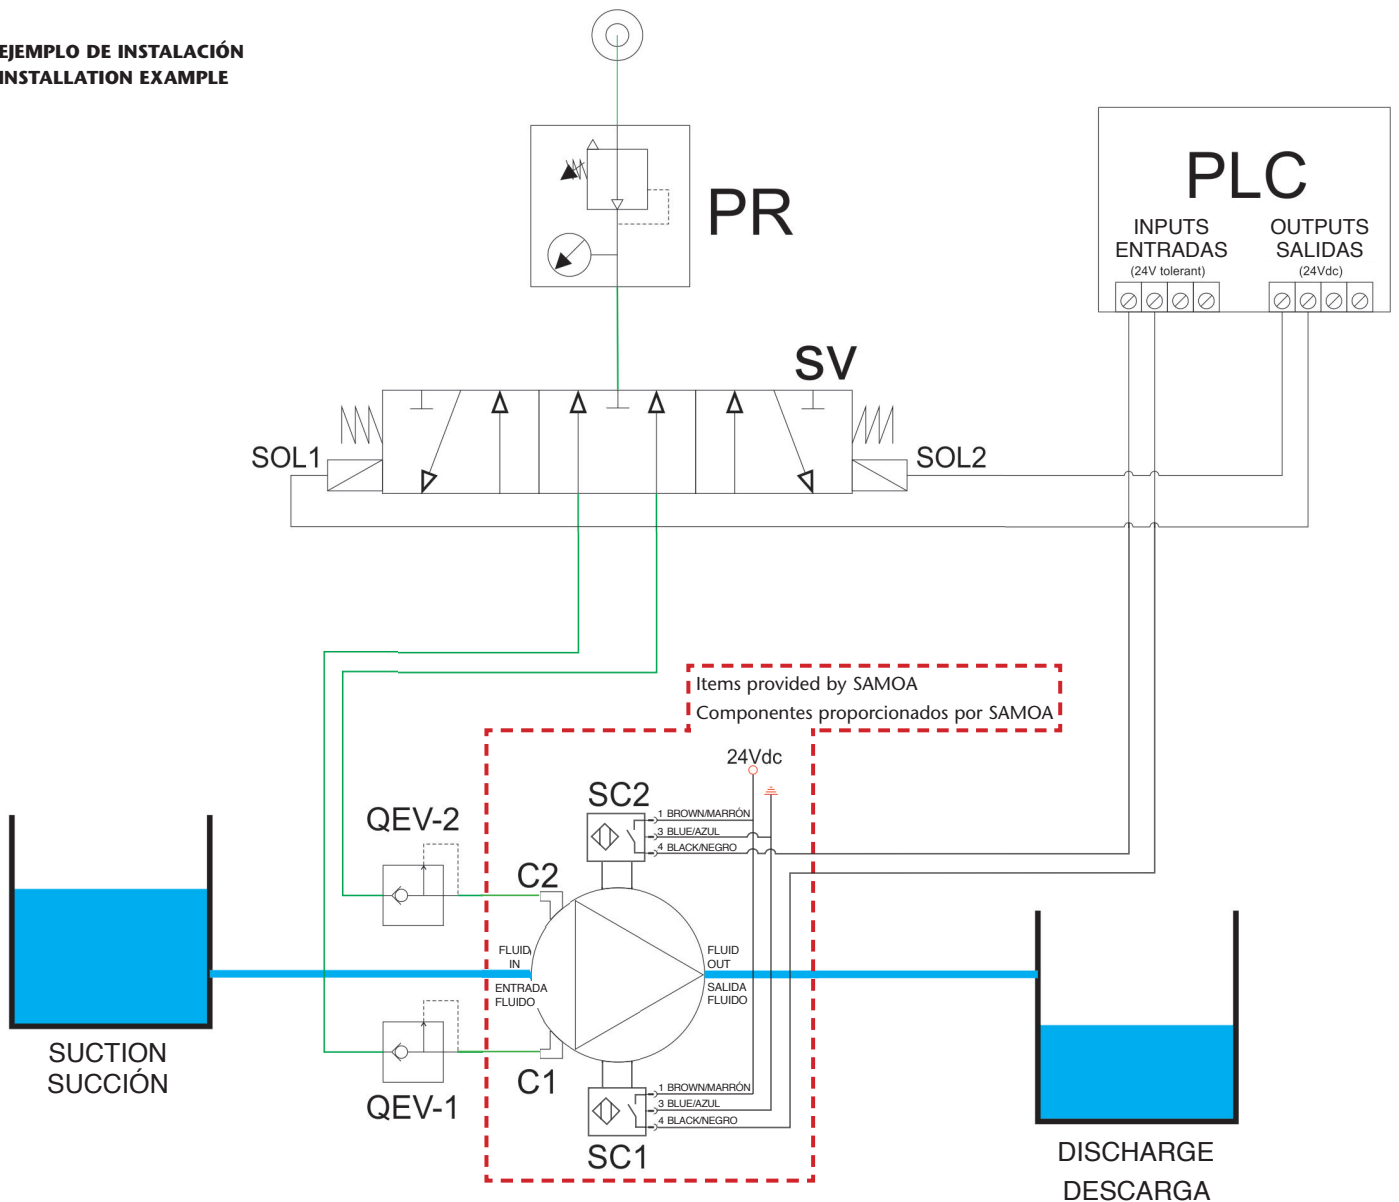 EJEMPLO DE INSTALACIÓN
INSTALLATION EXAMPLE
PR
PLC
INPUTS
ENTRADAS
(24V tolerant)
OUTPUTS
SALIDAS
(24Vdc)
SV
SOL1
SOL2
Items provided by SAMOA
Componentes proporcionados por SAMOA
24Vdc
SC2
1 BROWN/MARRÓN
3 BLUE/AZUL
4 BLACK/NEGRO
QEV-2
C2
FLUID
IN
ENTRADA
FLUIDO
FLUID
OUT
SALIDA
FLUIDO
SUCTION
SUCCIÓN
QEV-1
C1
1 BROWN/MARRÓN
3 BLUE/AZUL
4 BLACK/NEGRO
SC1
DISCHARGE
DESCARGA